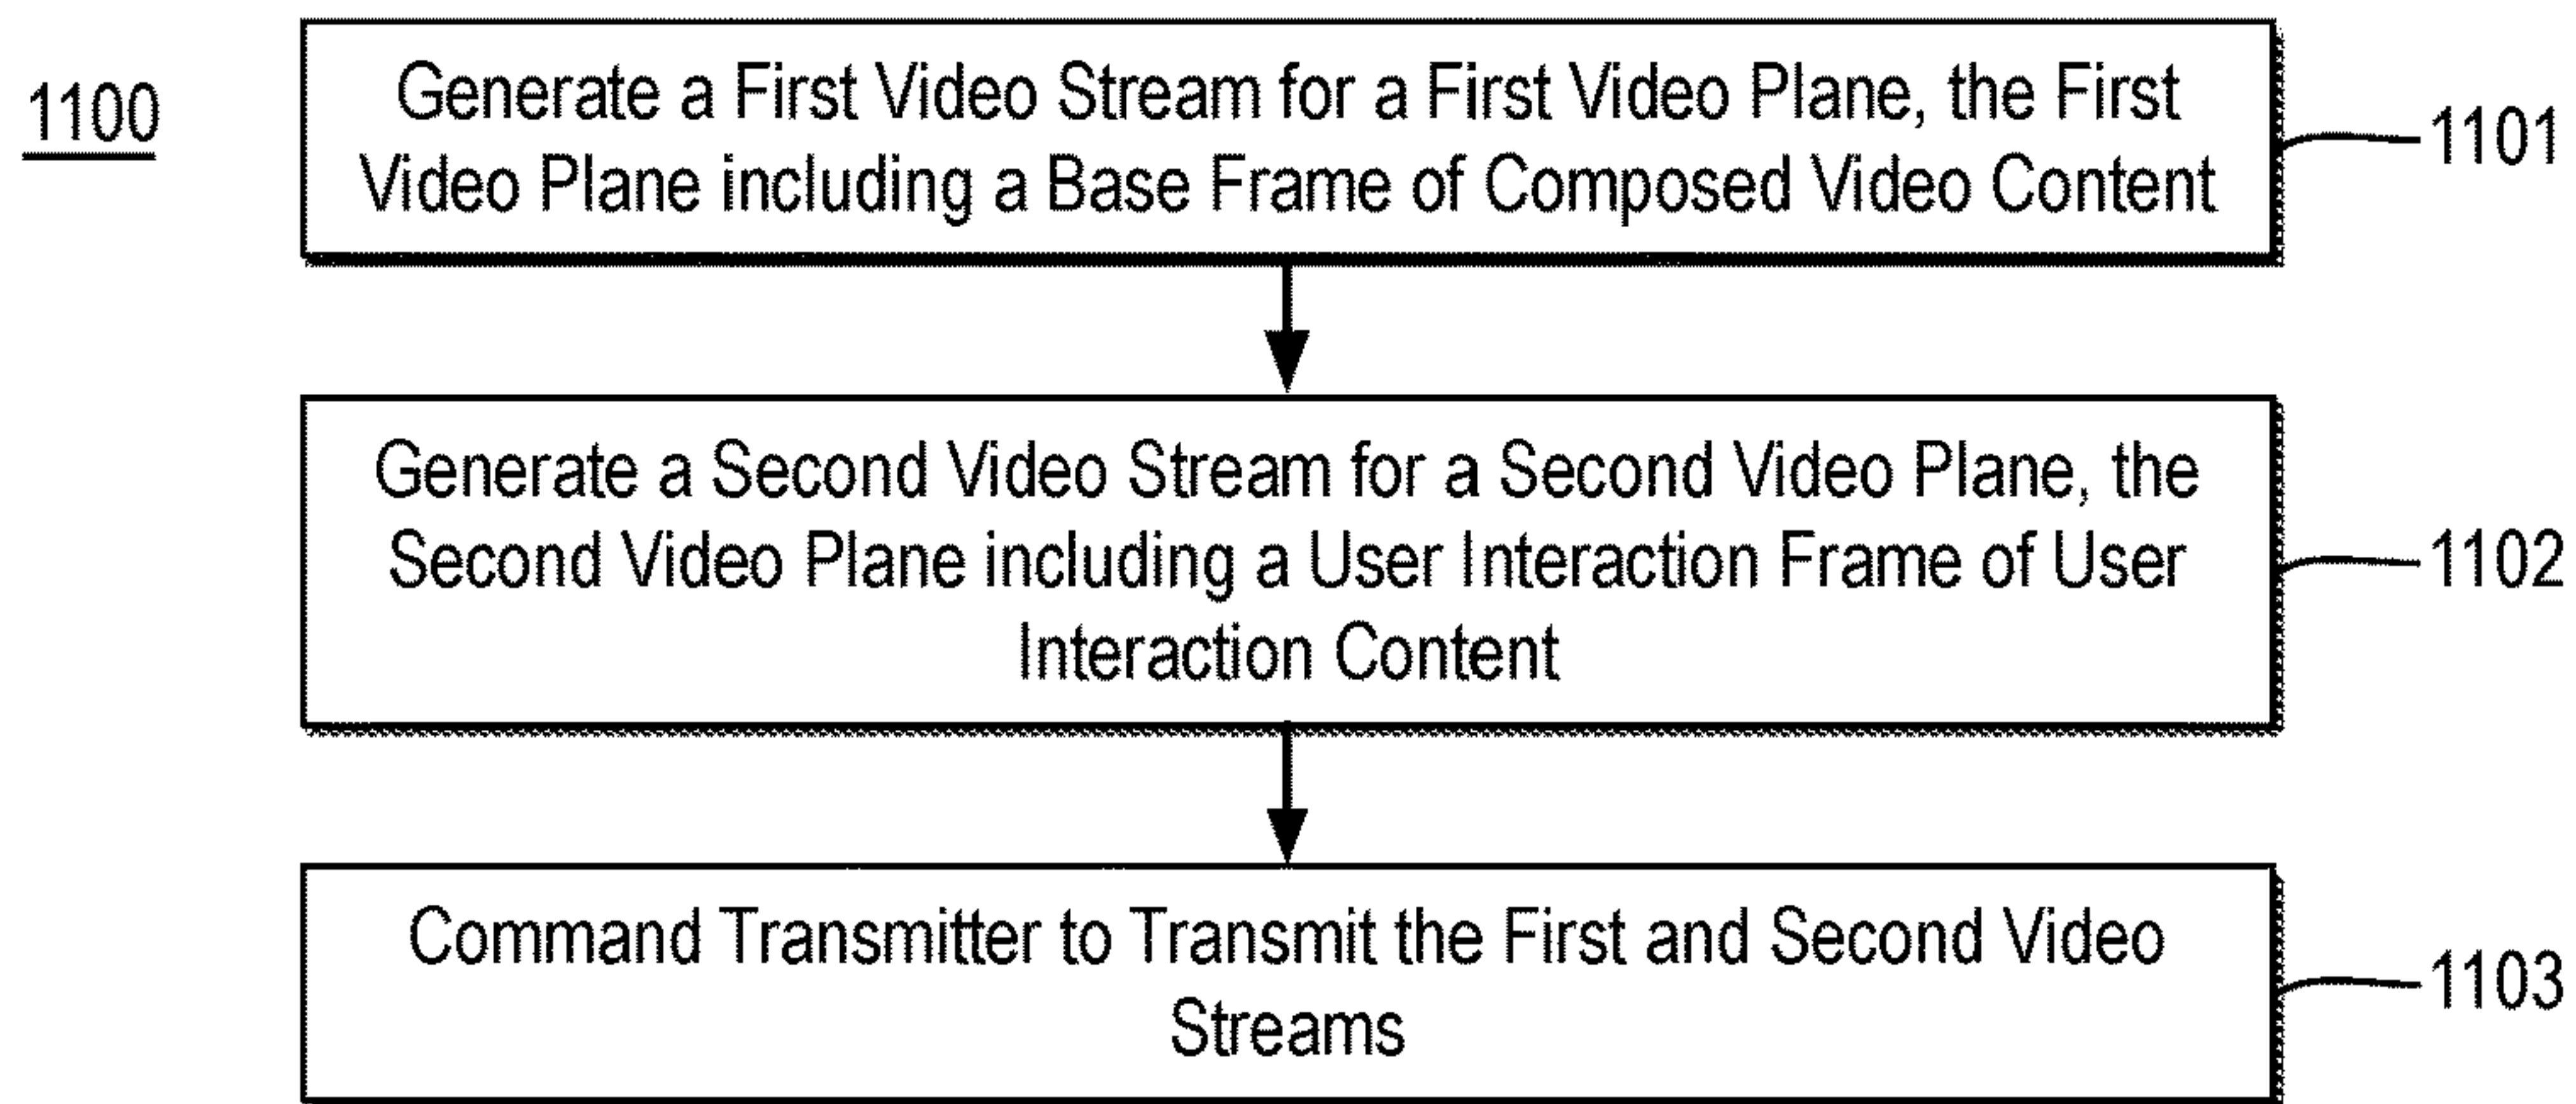 1100
Generate a First Video Stream for a First Video Plane, the First
Video Plane including a Base Frame of Composed Video Content
1101
Generate a Second Video Stream for a Second Video Plane, the
Second Video Plane including a User Interaction Frame of User
Interaction Content
1102
Command Transmitter to Transmit the First and Second Video
Streams
1103